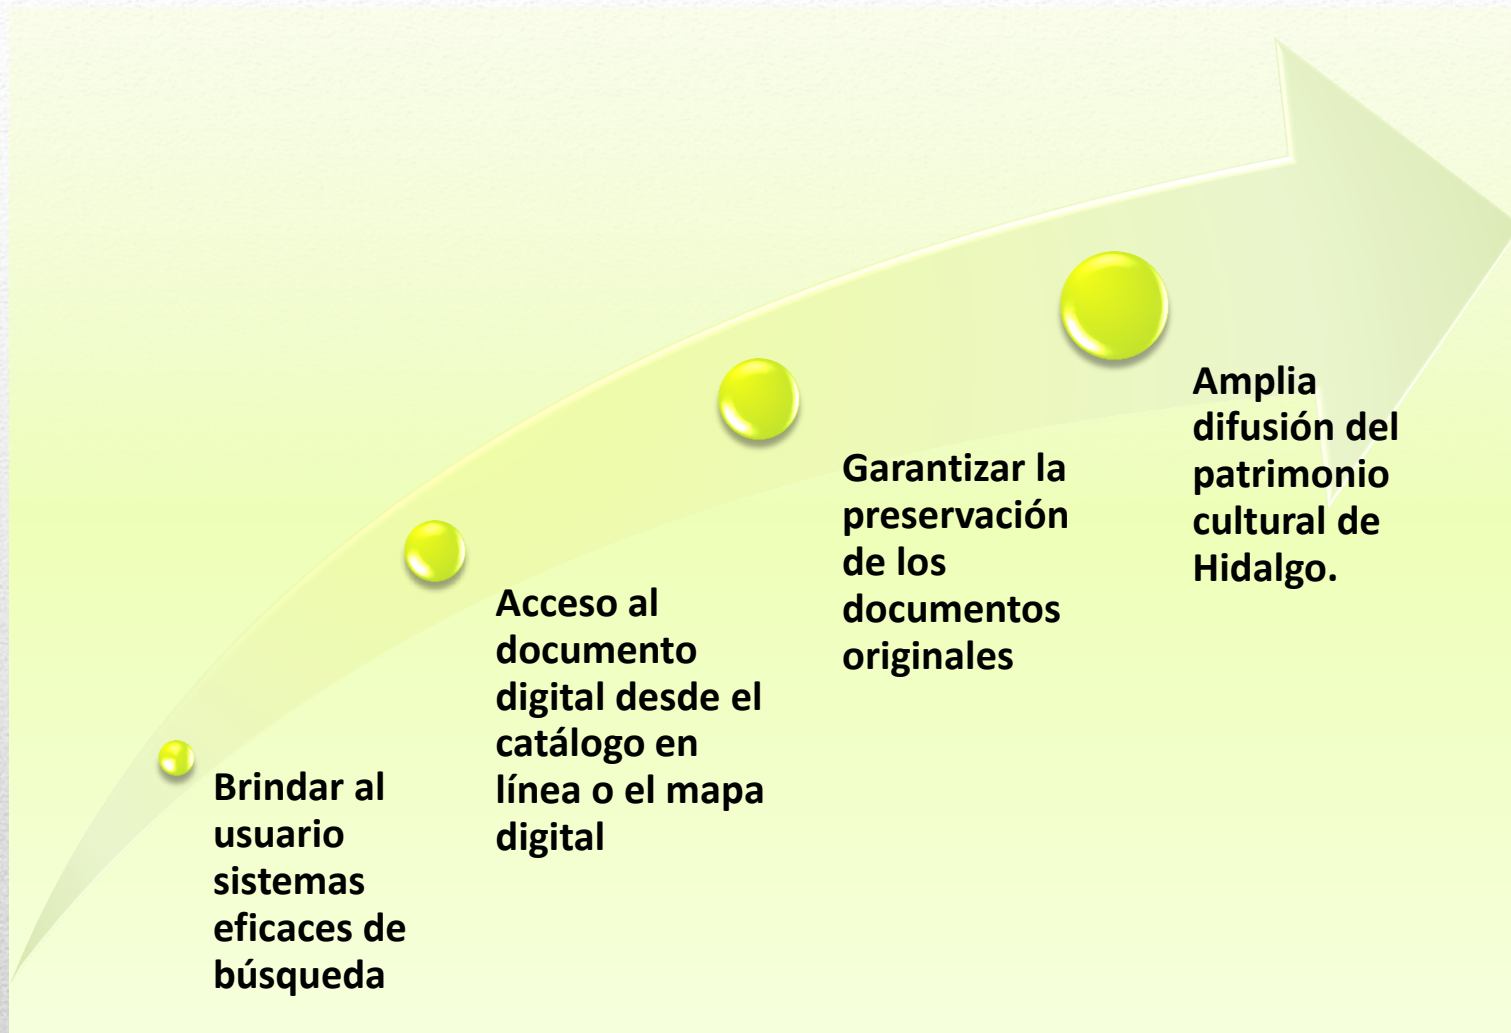 Brindar al
usuario
sistemas
eficaces de
búsqueda
Acceso al
documento
digital desde el
catálogo en
línea o el mapa
digital
Garantizar la
preservación
de los
documentos
originales
Amplia
difusión del
patrimonio
cultural de
Hidalgo.